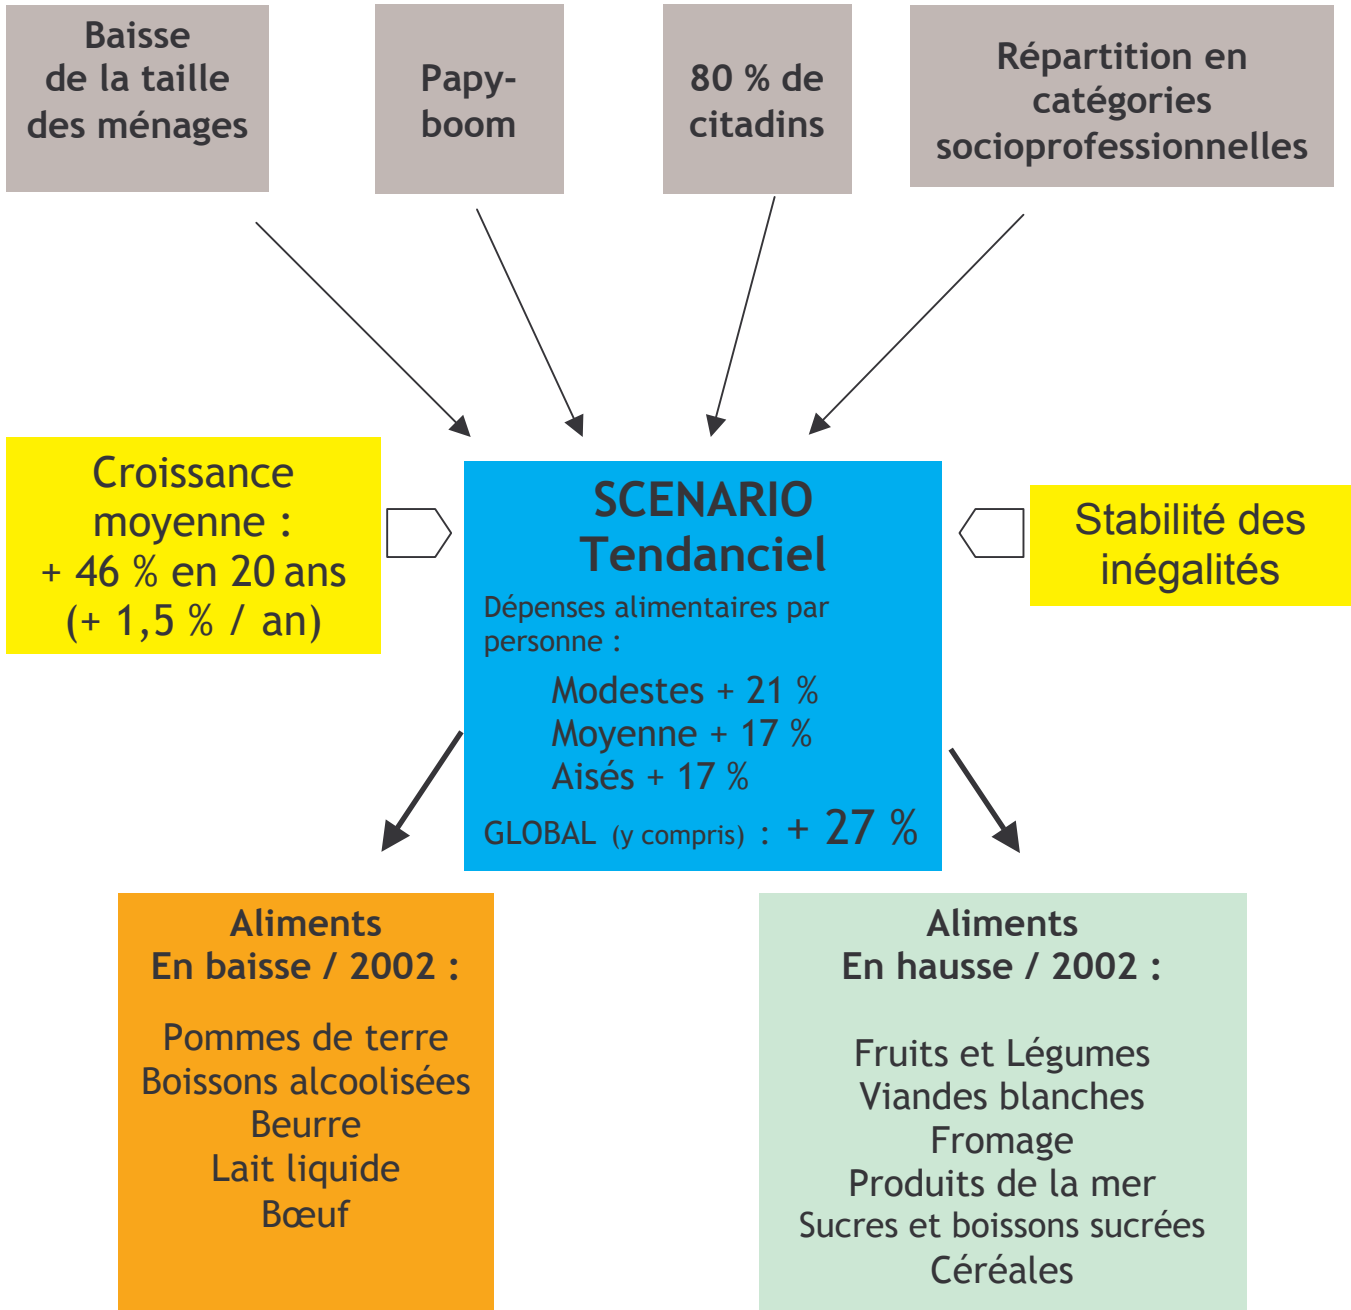 Baisse
de la taille
des ménages
Papy-
boom
80 % de
citadins
Répartition en
catégories
socioprofessionnelles
Croissance
moyenne :
+ 46 % en 20 ans
(+ 1,5 % / an)
SCENARIO
Tendanciel
Dépenses alimentaires par
personne :
Modestes + 21 %
Moyenne + 17 %
Aisés + 17 %
GLOBAL (y compris) : + 27 %
Stabilité des
inégalités
Aliments
En baisse / 2002 :
Pommes de terre
Boissons alcoolisées
Beurre
Lait liquide
Bœuf
Aliments
En hausse / 2002 :
Fruits et Légumes
Viandes blanches
Fromage
Produits de la mer
Sucres et boissons sucrées
Céréales